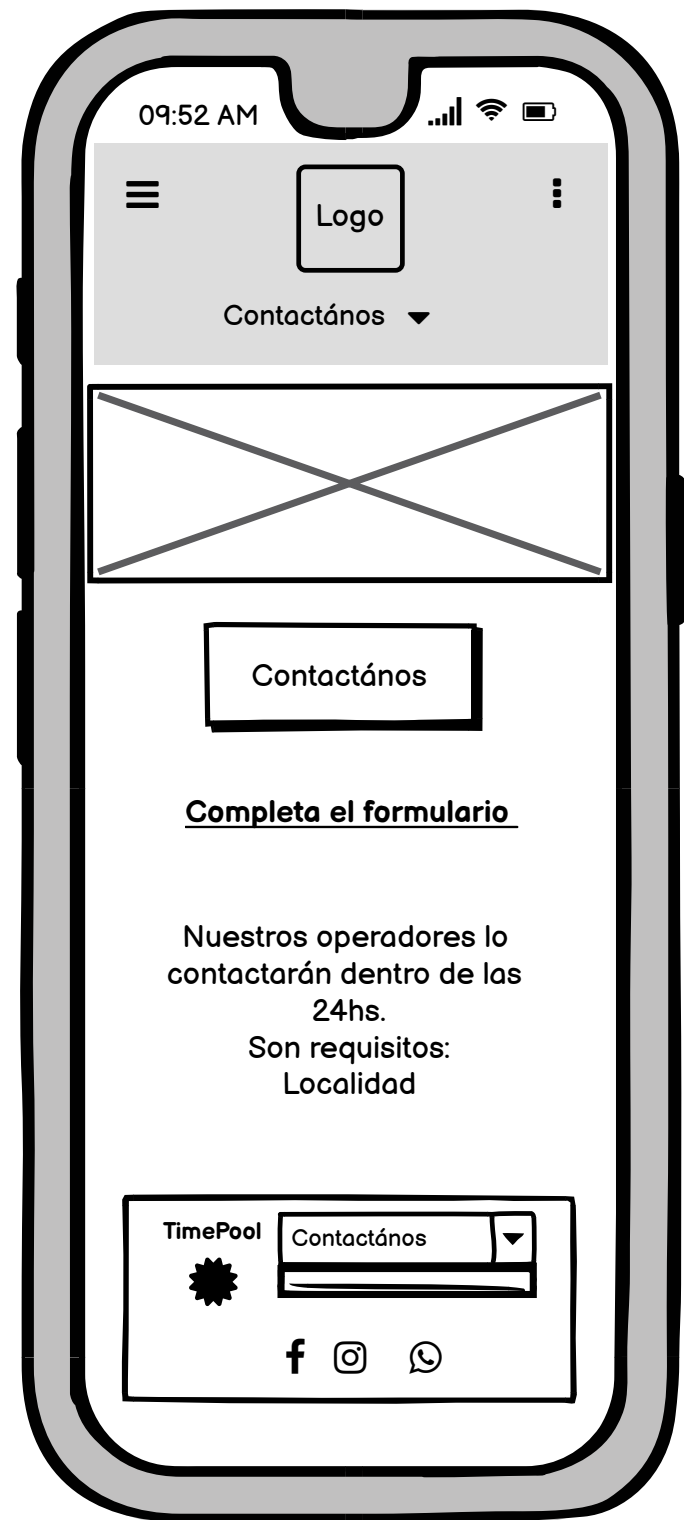 09:52 AM
Logo
Contactános
Contactános
Completa el formulario
Nuestros operadores lo
contactarán dentro de las
24hs.
Son requisitos:
Localidad
TimePool
Contactános